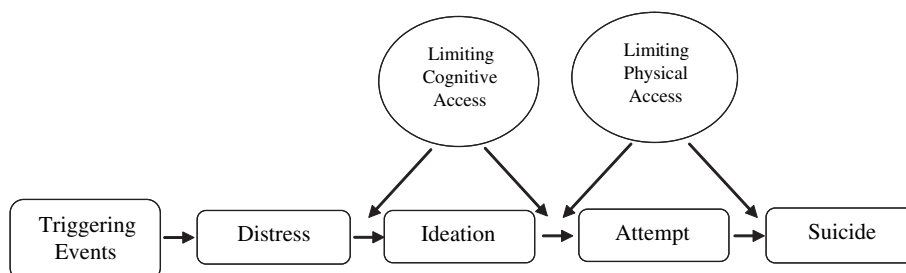 Limiting
Cognitive
Access
Limiting
Physical
Access
Triggering
Events
Distress
Ideation
Attempt
Suicide